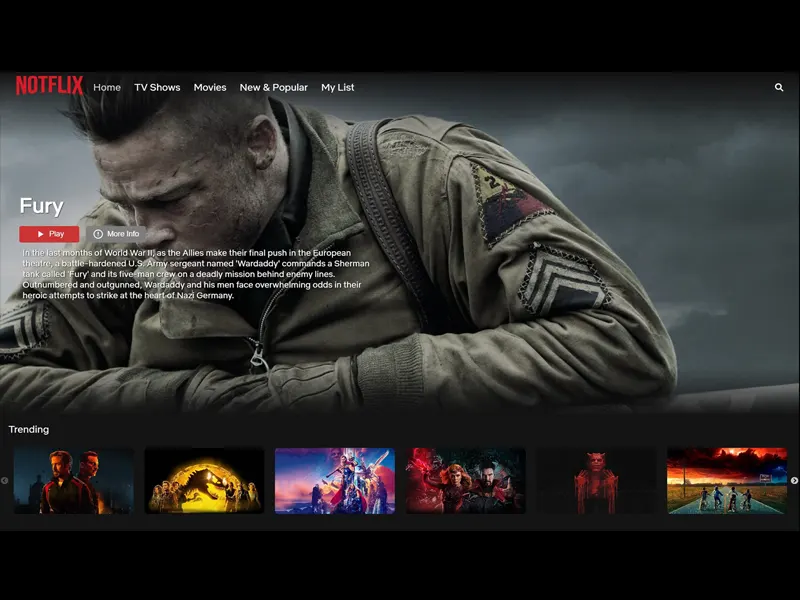 NOTFLIX Home TV Shows Movies New & Popular My List
Fury
Play More Info
In the last months of World War II, as the Allies make their final push in the European
theatre, a battle-hardened U.S. Army sergeant named 'Wardaddy' commands a Sherman
tank called 'Fury' and its five-man crew on a deadly mission behind enemy lines.
Outnumbered and outgunned, Wardaddy and his men face overwhelming odds in their
heroic attempts to strike at the heart of Nazi Germany.
Trending